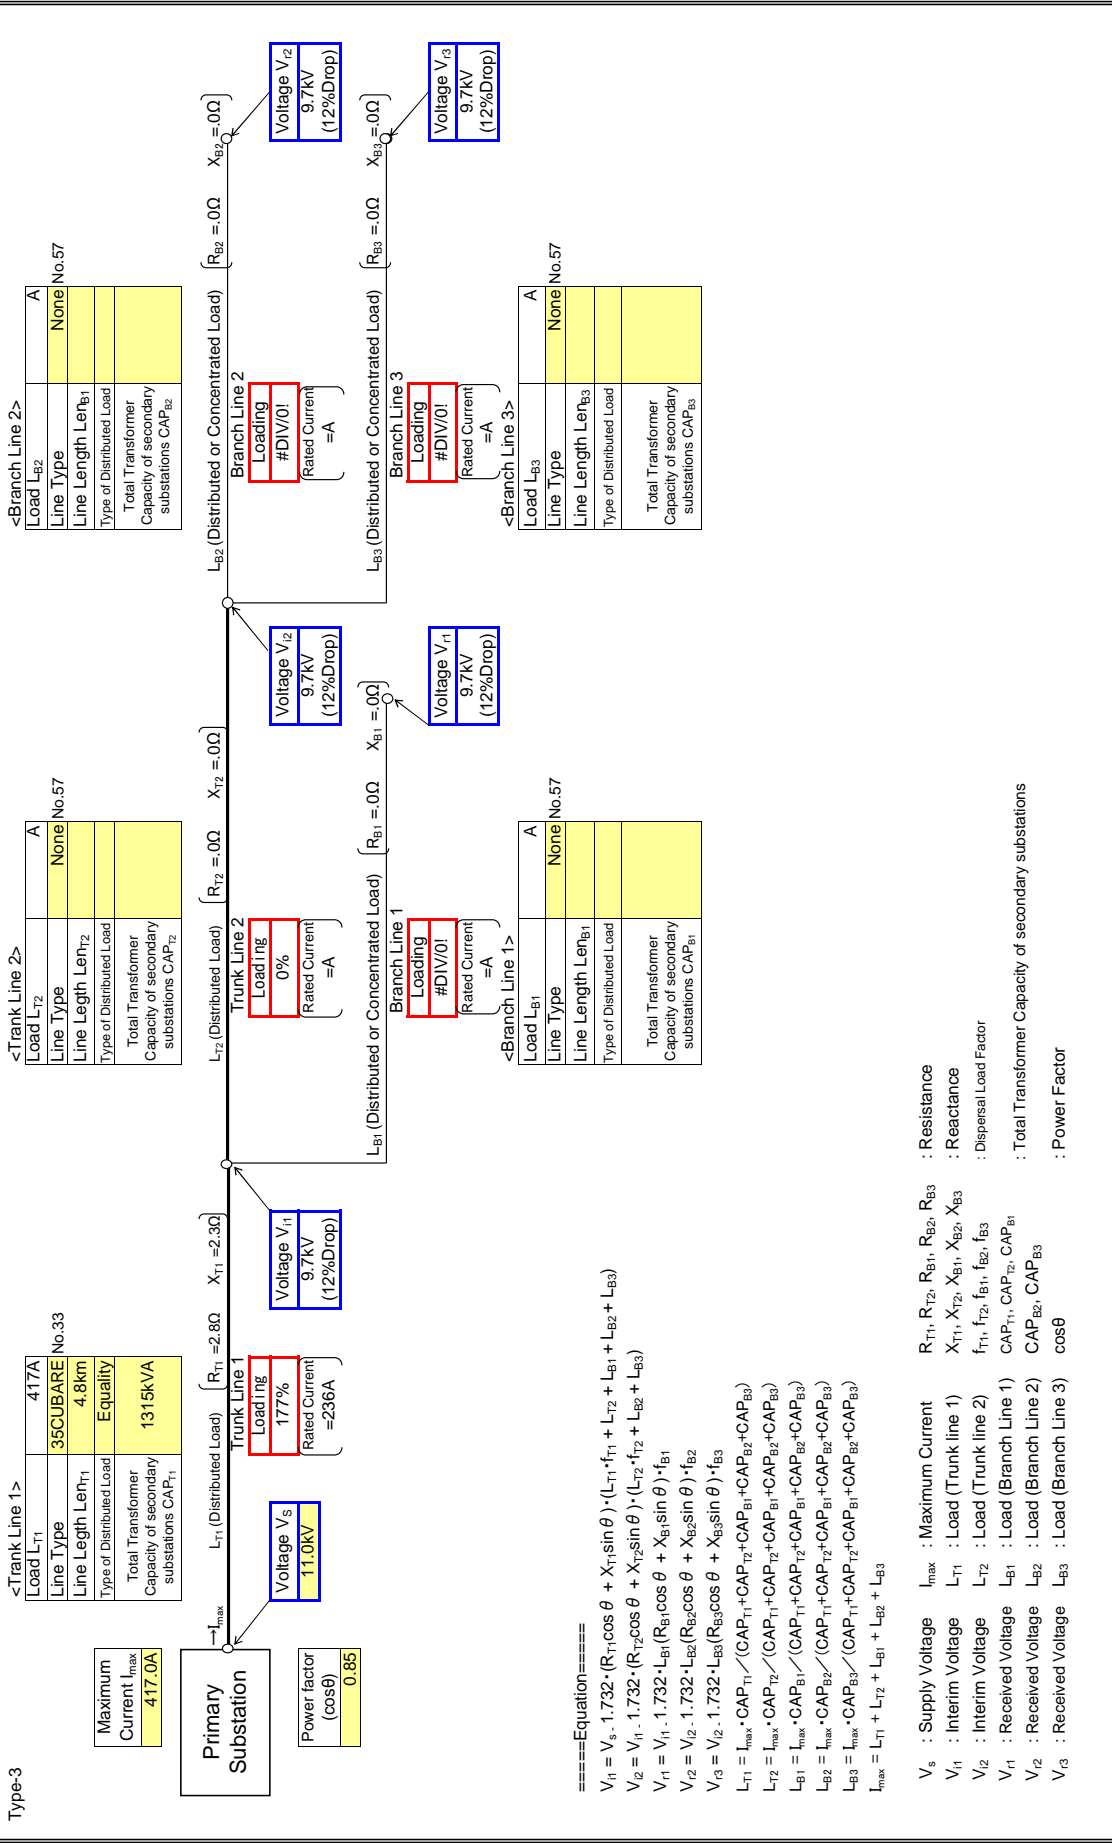 Type-3
Maximum
Current Imax
417.0A
Primary
Substation
Power factor
(cosθ)
0.85
→Imax
Voltage VS
11.0kV
<Trank Line 1>
Load LT1 417A
Line Type 35CUBARE No.33
Line Legth LenT1 4.8km
Type of Distributed Load Equality
Total Transformer
Capacity of secondary
substations CAPT1
1315kVA
LT1 (Distributed Load)
RT1 =2.8Ω XT1 =2.3Ω
Trunk Line 1
Loading
177%
Rated Current
=236A
Voltage Vi1
9.7kV
(12%Drop)
<Trank Line 2>
Load LT2 A
Line Type None No.57
Line Length LenT2
Type of Distributed Load
Total Transformer
Capacity of secondary
substations CAPT2
LT2 (Distributed Load)
RT2 =.0Ω XT2 =.0Ω
Trunk Line 2
Loading
0%
Rated Current
=A
Voltage Vi2
9.7kV
(12%Drop)
LB1 (Distributed or Concentrated Load)
RB1 =.0Ω XB1 =.0Ω
Branch Line 1
Loading
#DIV/0!
Rated Current
=A
Voltage Vr1
9.7kV
(12%Drop)
<Branch Line 1>
Load LB1 A
Line Type None No.57
Line Length LenB1
Type of Distributed Load
Total Transformer
Capacity of secondary
substations CAPB1
<Branch Line 2>
Load LB2 A
Line Type None No.57
Line Length LenB1
Type of Distributed Load
Total Transformer
Capacity of secondary
substations CAPB2
LB2 (Distributed or Concentrated Load)
RB2 =.0Ω XB2 =.0Ω
Branch Line 2
Loading
#DIV/0!
Rated Current
=A
Voltage Vr2
9.7kV
(12%Drop)
LB3 (Distributed or Concentrated Load)
RB3 =.0Ω XB3 =.0Ω
Branch Line 3
Loading
#DIV/0!
Rated Current
=A
Voltage Vr3
9.7kV
(12%Drop)
<Branch Line 3>
Load LB3 A
Line Type None No.57
Line Length LenB3
Type of Distributed Load
Total Transformer
Capacity of secondary
substations CAPB3
=====Equation=====
Vi1 = Vs - 1.732・(RT1cos θ + XT1sin θ)・(LT1・fT1 + LT2 + LB1 + LB2 + LB3)
Vi2 = Vi1 - 1.732・(RT2cos θ + XT2sin θ)・(LT2・fT2 + LB2 + LB3)
Vr1 = Vi1 - 1.732・LB1(RB1cos θ + XB1sin θ)・fB1
Vr2 = Vi2 - 1.732・LB2(RB2cos θ + XB2sin θ)・fB2
Vr3 = Vi2 - 1.732・LB3(RB3cos θ + XB3sin θ)・fB3
LT1 = Imax・CAPT1／(CAPT1+CAPT2+CAPB1+CAPB2+CAPB3)
LT2 = Imax・CAPT2／(CAPT1+CAPT2+CAPB1+CAPB2+CAPB3)
LB1 = Imax・CAPB1／(CAPT1+CAPT2+CAPB1+CAPB2+CAPB3)
LB2 = Imax・CAPB2／(CAPT1+CAPT2+CAPB1+CAPB2+CAPB3)
LB3 = Imax・CAPB3／(CAPT1+CAPT2+CAPB1+CAPB2+CAPB3)
Imax = LT1 + LT2 + LB1 + LB2 + LB3
Vs : Supply Voltage Imax : Maximum Current RT1, RT2, RB1, RB2, RB3 : Resistance
Vi1 : Interim Voltage LT1 : Load (Trunk line 1) XT1, XT2, XB1, XB2, XB3 : Reactance
Vi2 : Interim Voltage LT2 : Load (Trunk line 2) fT1, fT2, fB1, fB2, fB3 : Dispersal Load Factor
Vr1 : Received Voltage LB1 : Load (Branch Line 1) CAPT1, CAPT2, CAPB1
Vr2 : Received Voltage LB2 : Load (Branch Line 2) CAPB2, CAPB3 : Total Transformer Capacity of secondary substations
Vr3 : Received Voltage LB3 : Load (Branch Line 3) cosθ : Power Factor